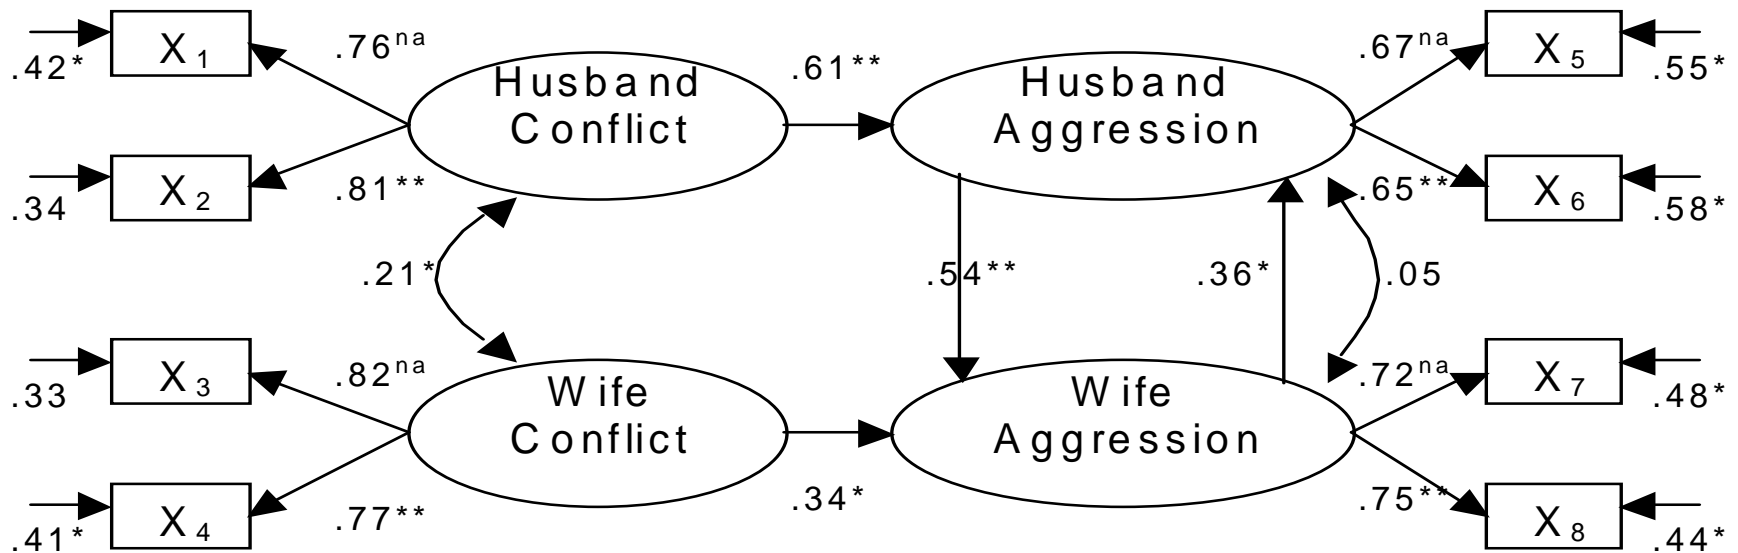 X1
.42*
.76na
Husband
Conflict
.61**
Husband
Aggression
.67na
X5
.55*
X2
.34
.81**
.65**
X6
.58*
.21*
.54**
.36*
.05
X3
.33
.82na
Wife
Conflict
Wife
Aggression
.72na
X7
.48*
X4
.41*
.77**
.34*
.75**
X8
.44*